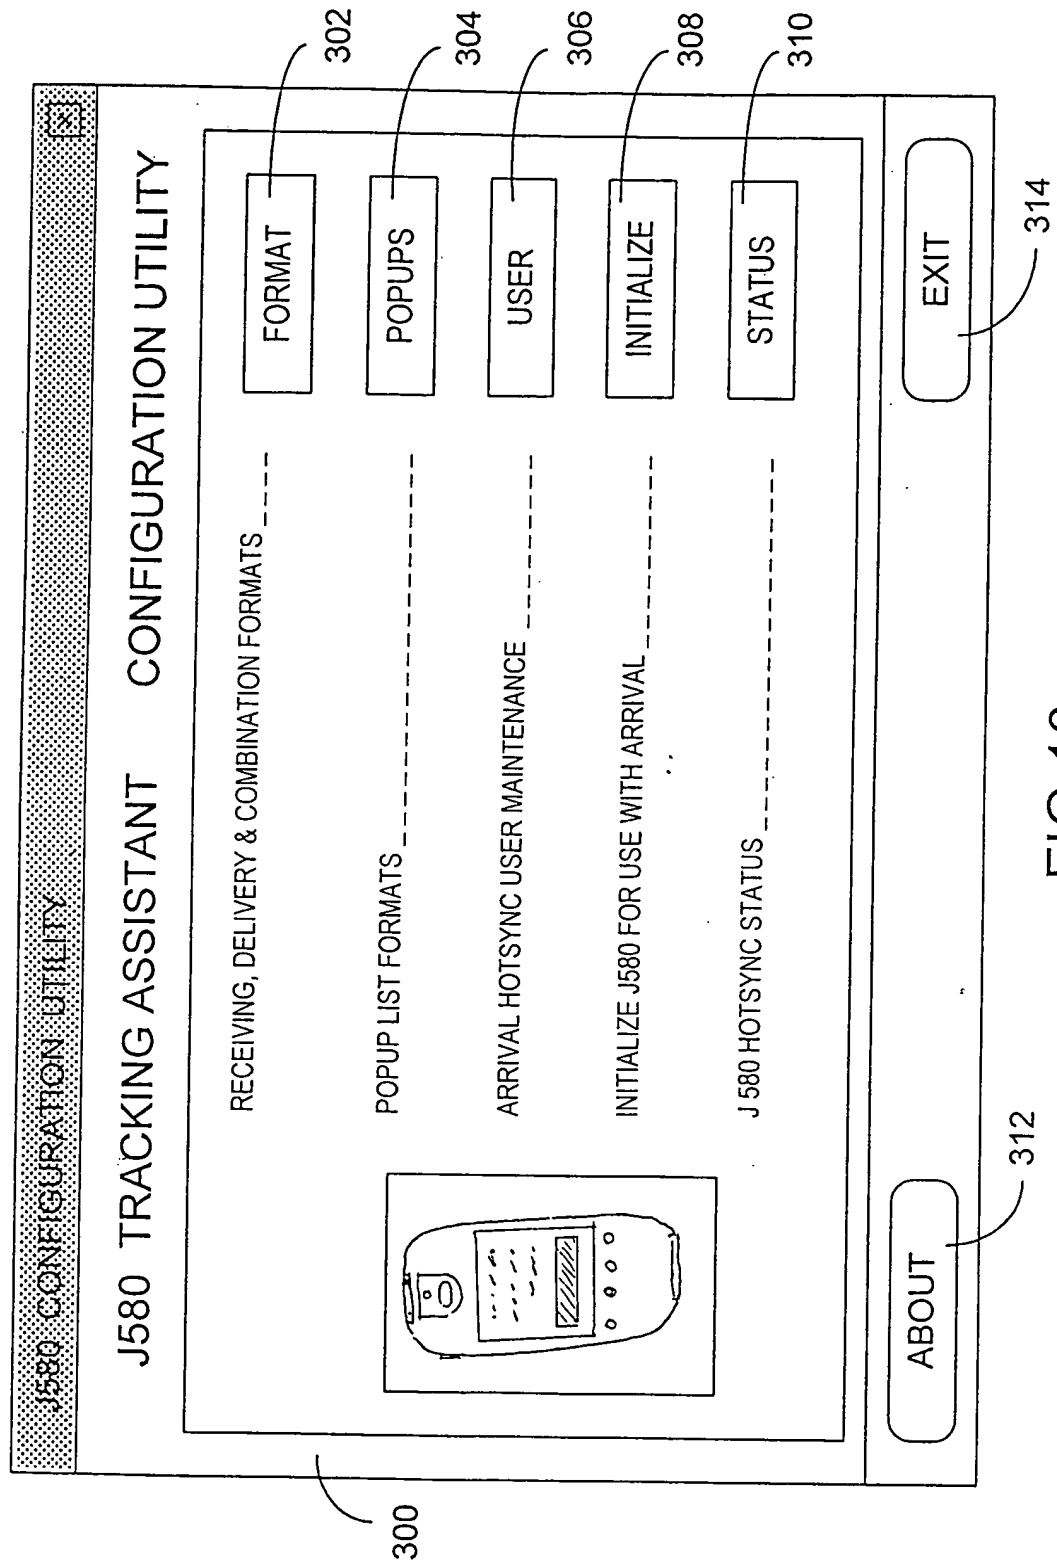 J580 CONFIGURATION UTILITY
J580 TRACKING ASSISTANT CONFIGURATION UTILITY
RECEIVING, DELIVERY & COMBINATION FORMATS
FORMAT
302
POPUP LIST FORMATS
POPUPS
304
ARRIVAL HOTSYNC USER MAINTENANCE
USER
306
INITIALIZE J580 FOR USE WITH ARRIVAL
INITIALIZE
308
J 580 HOTSYNC STATUS
STATUS
310
300
ABOUT
312
EXIT
314